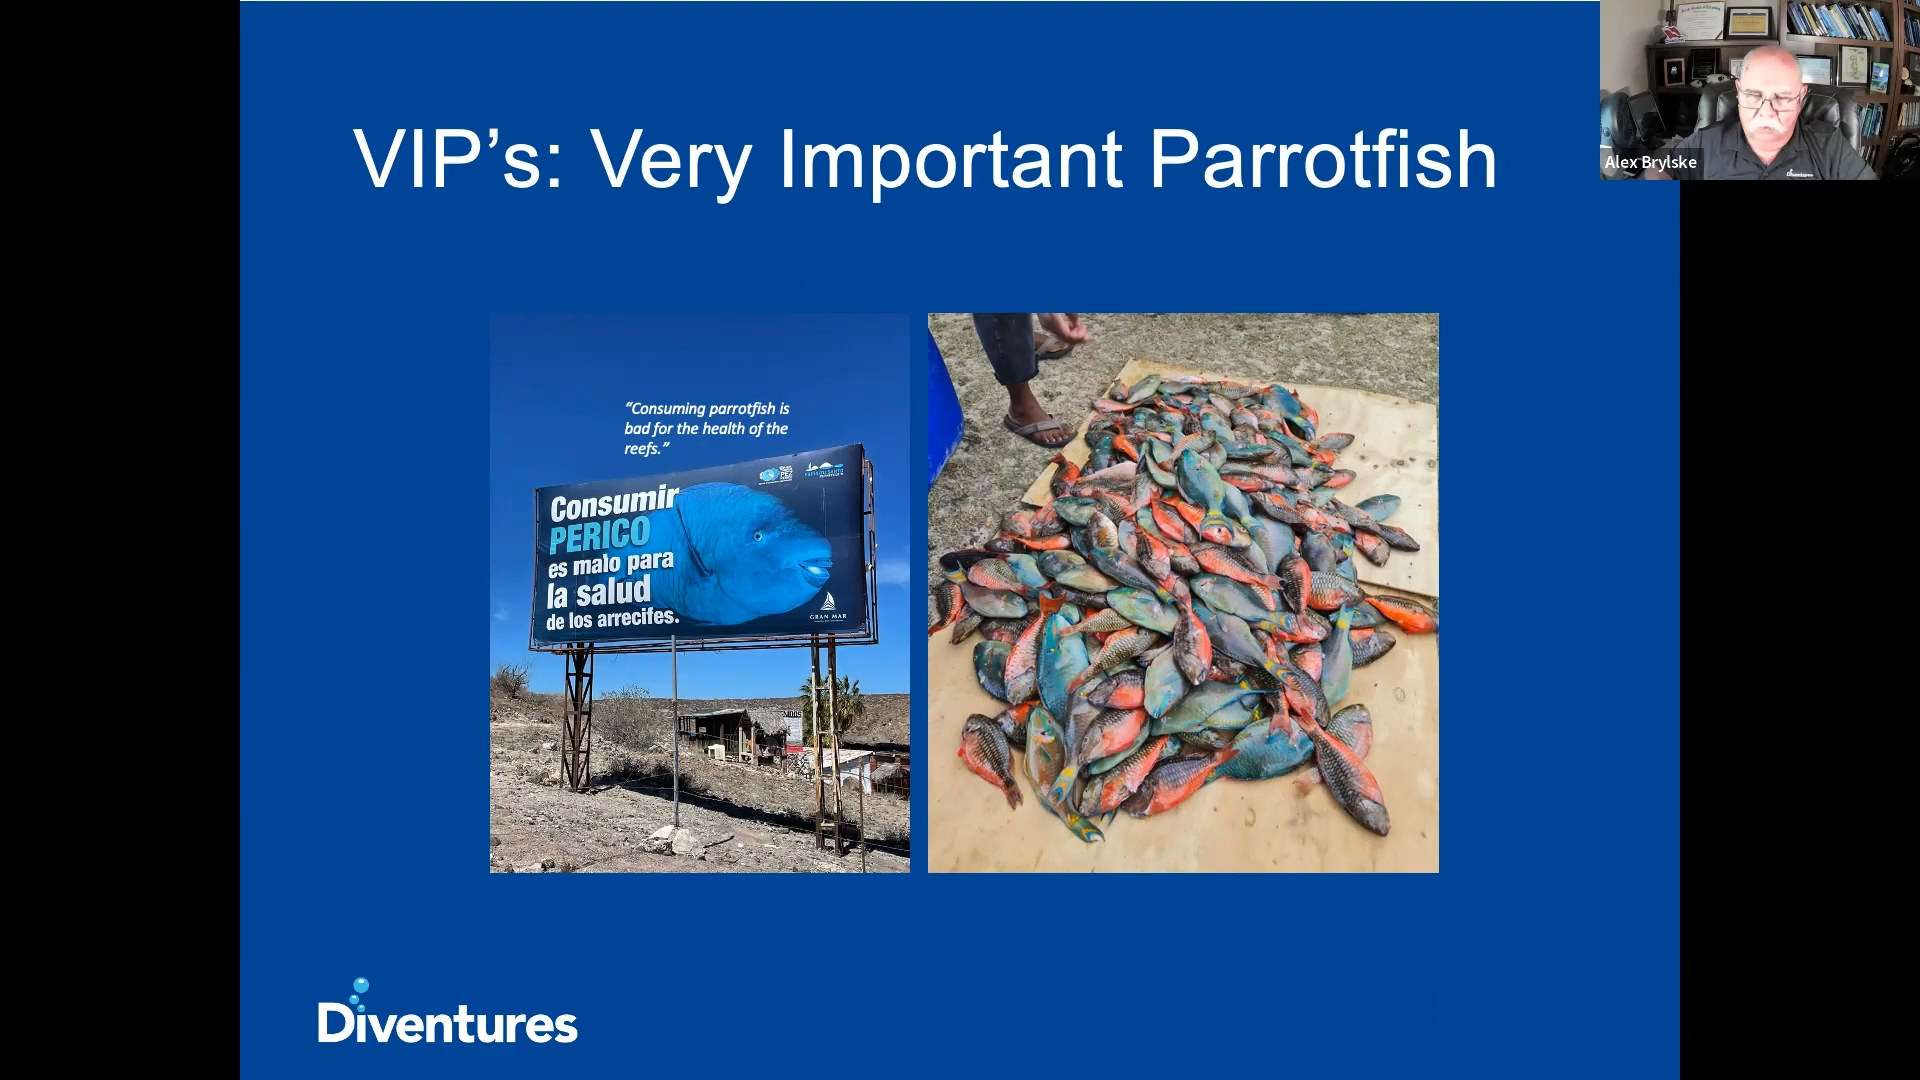 VIP’s: Very Important Parrotfish
Alex Brylske
“Consuming parrotfish is
bad for the health of the
reefs.”
Consumir
PERICO
es malo para
la salud
de los arrecifes.
GRAN MAR
Diventures